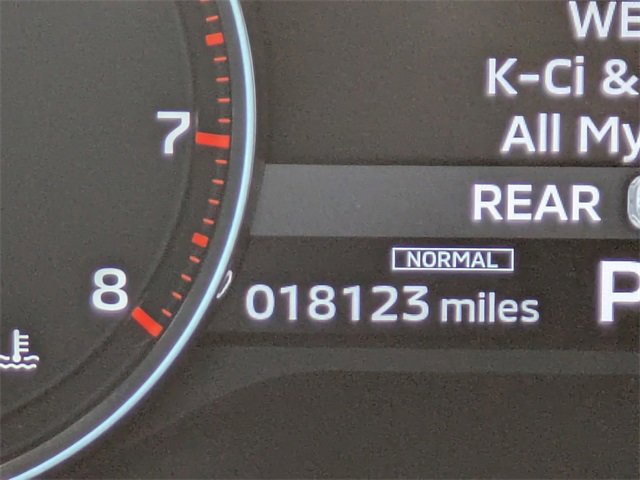 WE
K-Ci &
All My
7
REAR
NORMAL
8
018123 miles
P